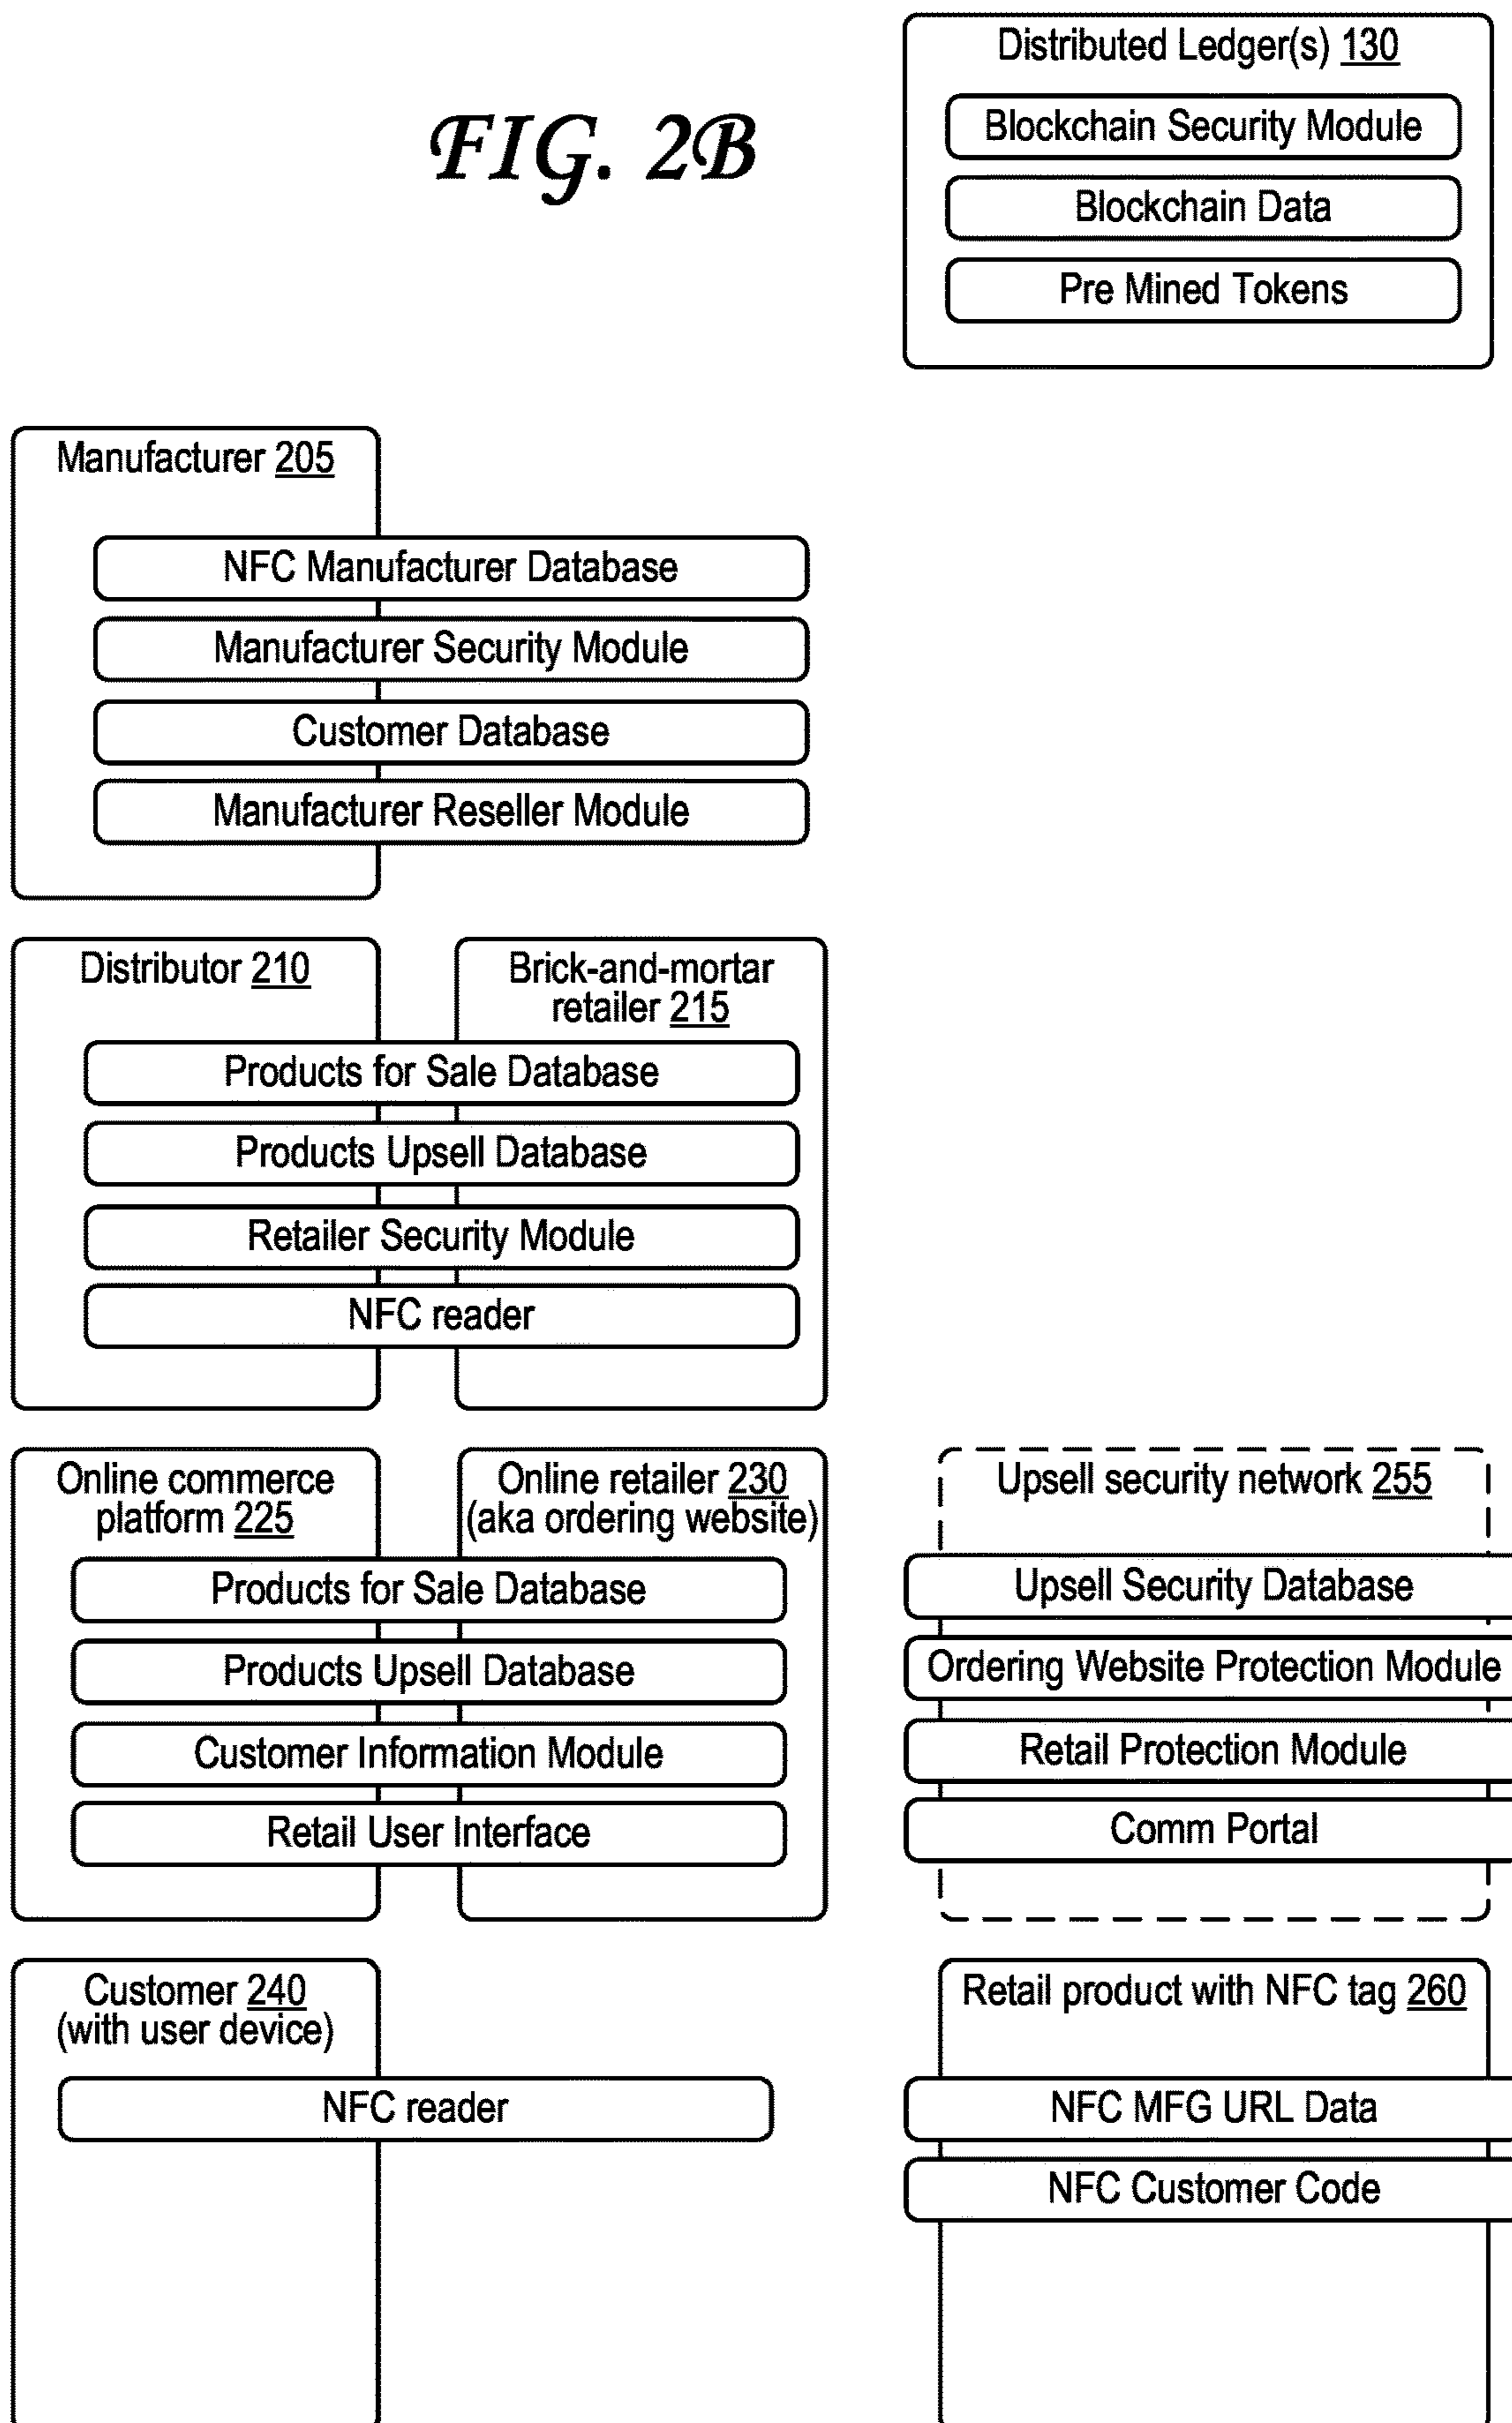 FIG. 2B
Distributed Ledger(s) 130
Blockchain Security Module
Blockchain Data
Pre Mined Tokens
Manufacturer 205
NFC Manufacturer Database
Manufacturer Security Module
Customer Database
Manufacturer Reseller Module
Distributor 210
Brick-and-mortar
retailer 215
Products for Sale Database
Products Upsell Database
Retailer Security Module
NFC reader
Online commerce
platform 225
Online retailer 230
(aka ordering website)
Products for Sale Database
Products Upsell Database
Customer Information Module
Retail User Interface
Upsell security network 255
Upsell Security Database
Ordering Website Protection Module
Retail Protection Module
Comm Portal
Customer 240
(with user device)
NFC reader
Retail product with NFC tag 260
NFC MFG URL Data
NFC Customer Code